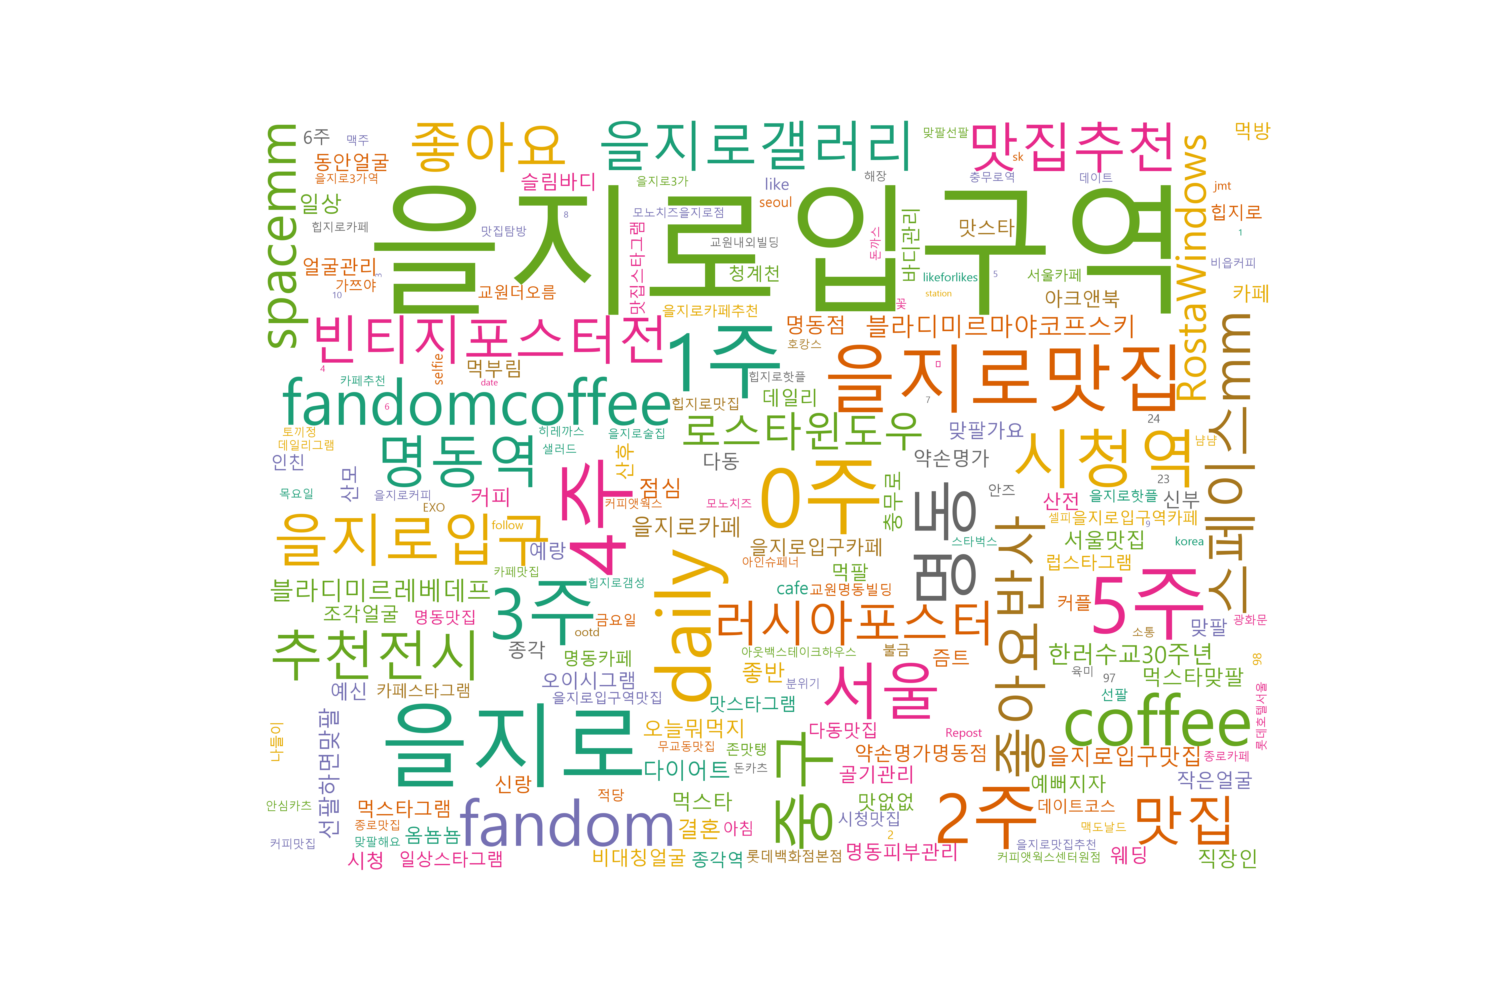 spacemm
6주
맥주
좋아요
을지로갤러리
맞팔선팔
맛집추천
sk
먹방
동안얼굴
을지로3가역
슬림바디
을지로3가
like
해장
충무로역
데이트
jmt
RostaWindows
일상
힙지로카페
을지로입구역
8
맛집탐방
모노치즈을지로점
seoul
맛집스타그램
교원내외빌딩
돈까스
바디관리
맛스타
힙지로
1
얼굴관리
3
가쯔야
10
교원더오름
청계천
likeforlikes
5
서울카페
비읍커피
station
아크앤북
카페
꽃
을지로카페추천
빈티지포스터전
1주
명동점
블라디미르마야코프스키
호캉스
4
selfie
먹부림
카페추천
date
힙지로핫플
을지로맛집
ㅁ
fandomcoffee
6
힙지로맛집
데일리
7
24
스페이스mm
토끼정
데일리그램
명동역
히레까스
을지로술집
로스타윈도우
맞팔가요
시청역
냠냠
인친
샐러드
산후
다동
약손명가
산모
4주
점심
0주
23
목요일
을지로커피
커피
커피앳웍스
모노치즈
충무로
명동
안즈
산전
을지로핫플
신부
EXO
을지로입구
follow
을지로카페
스타벅스
좋아요반사
셀피
을지로입구역카페
19
예랑
을지로입구카페
서울맛집
korea
카페맛집
daily
아인슈페너
먹팔
럽스타그램
블라디미르레베데프
힙지로갬성
3주
cafe
교원명동빌딩
커플
5주
조각얼굴
명동맛집
금요일
ootd
러시아포스터
소통
맞팔
광화문
추천전시
종각
명동카페
아웃백스테이크하우스
불금
즘트
한러수교30주년
98
예신
카페스타그램
오이시그램
을지로입구역맛집
좋반
분위기
서울
육미
97
선팔
먹스타맞팔
롯데호텔서울
나들이
선팔하면맞팔
을지로
맛스타그램
오늘뭐먹지
다동맛집
Repost
coffee
무교동맛집
존맛탱
중구
약손명가명동점
을지로입구맛집
종로카페
신랑
다이어트
돈카츠
골기관리
예뻐지자
작은얼굴
안심카츠
먹스타그램
적당
먹스타
맛없없
2주
데이트코스
맛집
종로맛집
fandom
결혼
아침
시청맛집
2
맥도날드
커피맛집
맞팔해요
옴뇸뇸
을지로맛집추천
시청
일상스타그램
비대칭얼굴
종각역
롯데백화점본점
명동피부관리
커피앳웍스센터원점
웨딩
직장인